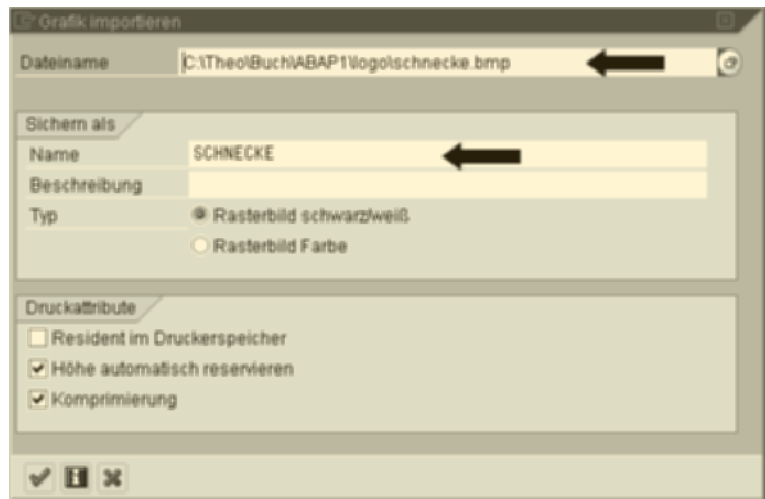 Grafik importieren
Dateiname C:\Theo\Buch\ABAP1\logo\schnecke.bmp
Sichern als
Name SCHNECKE
Beschreibung
Typ Rasterbild schwarz/weiß
Rasterbild Farbe
Druckattribute
Resident im Druckerspeicher
Höhe automatisch reservieren
Komprimierung